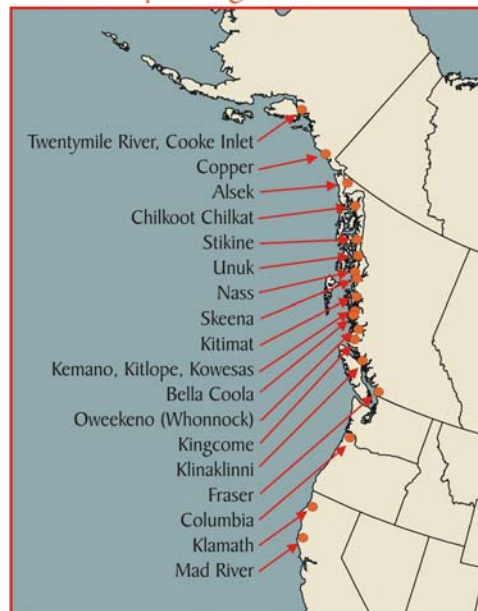 Twentymile River, Cooke Inlet
Copper
Alsek
Chilkoot Chilkat
Stikine
Unuk
Nass
Skeena
Kitimat
Kemano, Kitlope, Kowesas
Bella Coola
Oweekeno (Whonnock)
Kingcome
Klinaklinni
Fraser
Columbia
Klamath
Mad River